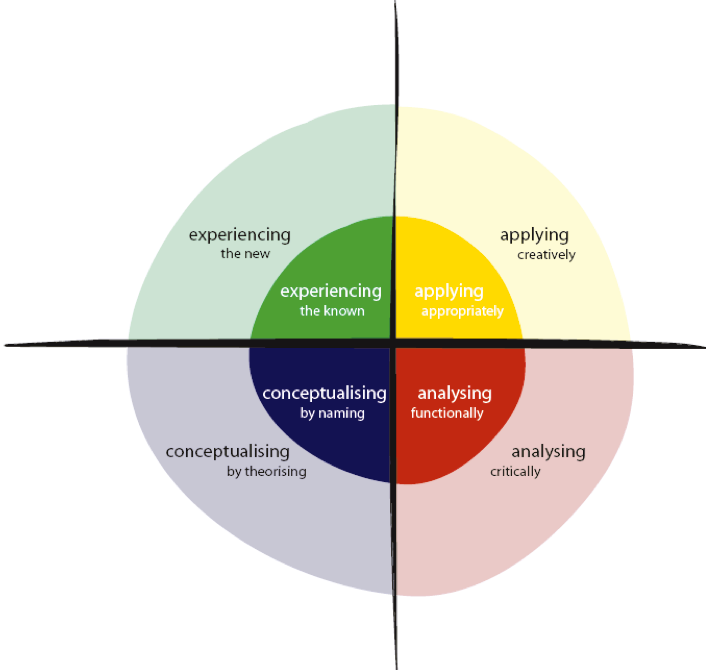 experiencing
the new
applying
creatively
experiencing
the known
applying
appropriately
conceptualising
by naming
analysing
functionally
conceptualising
by theorising
analysing
critically